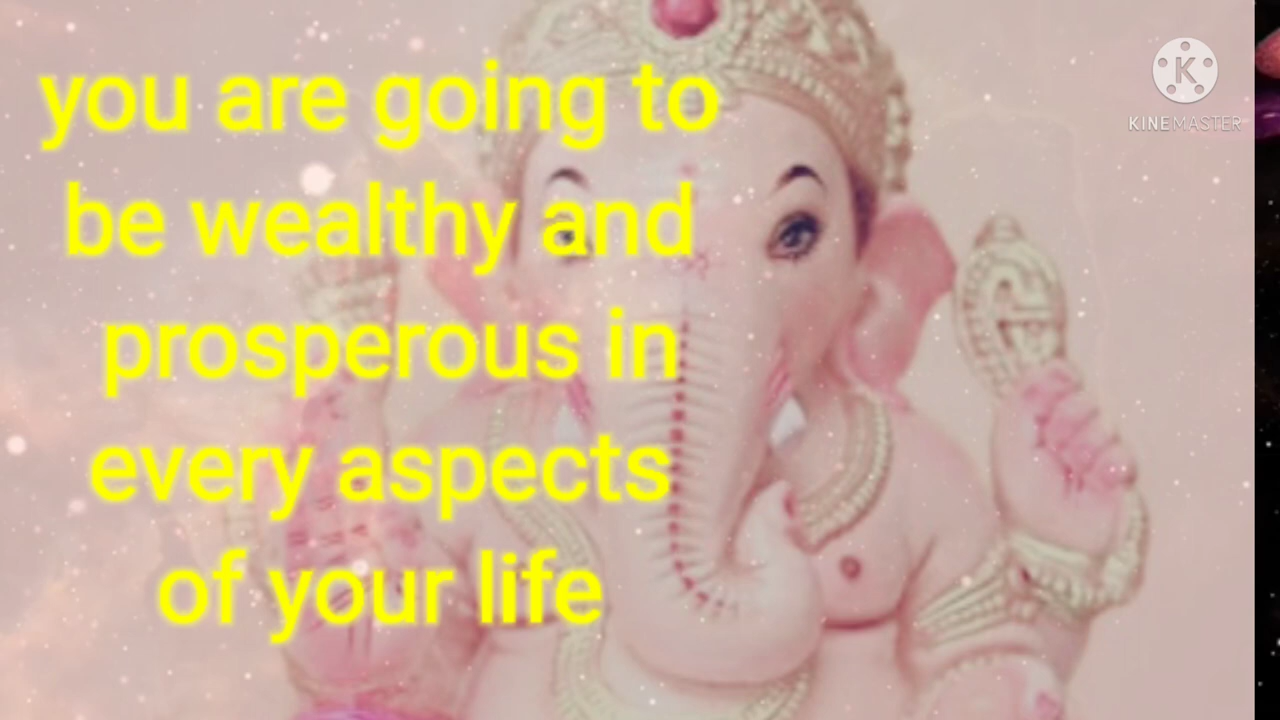 you are going to
be wealthy and
prosperous in
every aspects
of your life
K
KINEMASTER